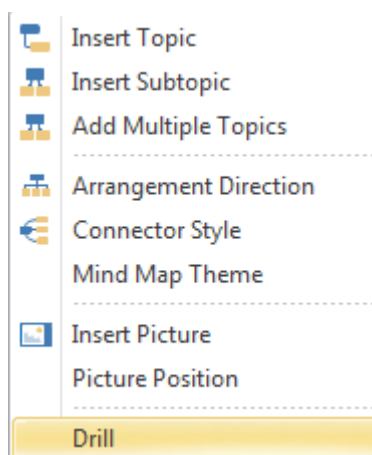 Insert Topic
Insert Subtopic
Add Multiple Topics
Arrangement Direction
Connector Style
Mind Map Theme
Insert Picture
Picture Position
Drill